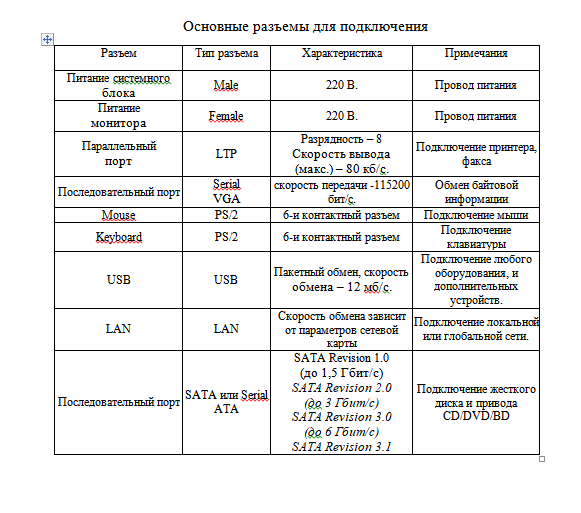 Основные разъемы для подключения
Разъем Тип разъема Характеристика Примечания
Питание системного
блока
Male
220 В.
Провод питания
Питание
монитора
Female
220 В.
Провод питания
Параллельный
порт
LTP
Разрядность – 8
Скорость вывода
(макс.) – 80 кб/с.
Подключение принтера,
факса
Последовательный порт
Serial
VGA
скорость передачи -115200
бит/с.
Обмен байтовой
информации
Mouse PS/2 6-и контактный разъем Подключение мыши
Keyboard
PS/2
6-и контактный разъем
Подключение
клавиатуры
USB
USB
Пакетный обмен, скорость
обмена – 12 мб/с.
Подключение любого
оборудования, и
дополнительных
устройств.
LAN
LAN
Скорость обмена зависит
от параметров сетевой
карты
Подключение локальной
или глобальной сети.
Последовательный порт
SATA или Serial
ATA
SATA Revision 1.0
(до 1,5 Гбит/с)
SATA Revision 2.0
(до 3 Гбит/с)
SATA Revision 3.0
(до 6 Гбит/с)
SATA Revision 3.1
Подключение жесткого
диска и привода
CD/DVD/BD